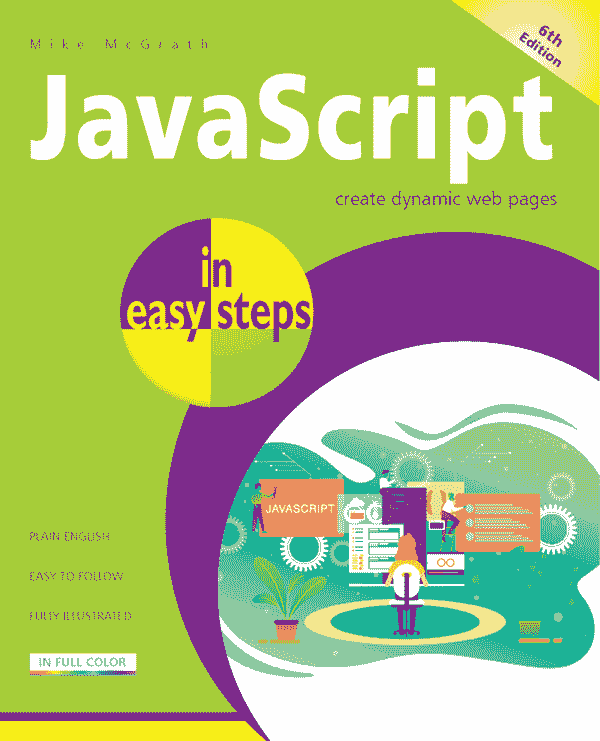 Mike McGrath
6th
Edition
JavaScript
create dynamic web pages
in
easy steps
JAVASCRIPT
PLAIN ENGLISH
EASY TO FOLLOW
FULLY ILLUSTRATED
IN FULL COLOR